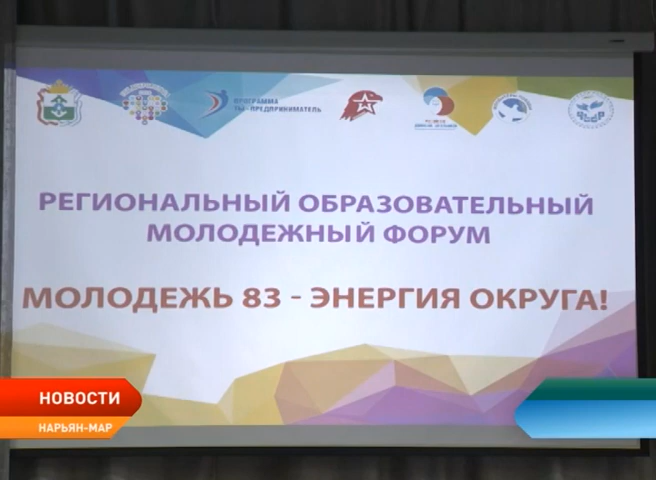 ПРОГРАММА
ТЫ-ПРЕДПРИНИМАТЕЛЬ
РЕГИОНАЛЬНЫЙ ОБРАЗОВАТЕЛЬНЫЙ
МОЛОДЕЖНЫЙ ФОРУМ
МОЛОДЕЖЬ 83 - ЭНЕРГИЯ ОКРУГА!
НОВОСТИ
НАРЬЯН-МАР